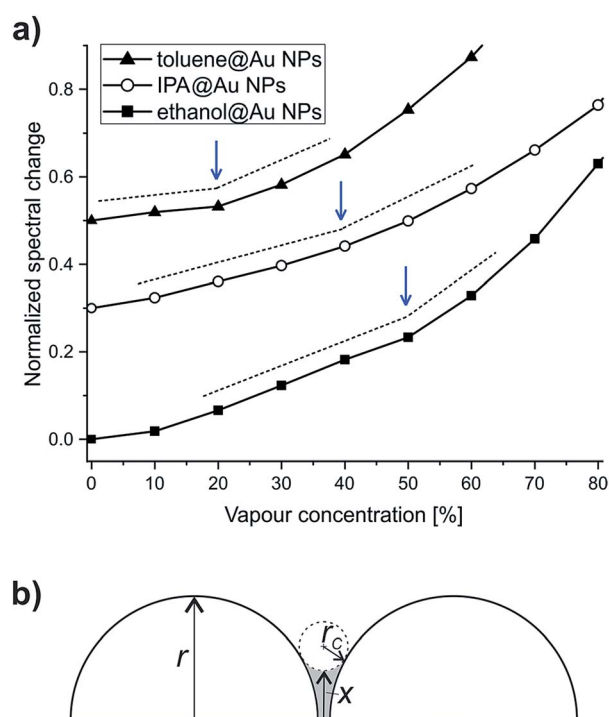 a)
toluene@Au NPs
IPA@Au NPs
ethanol@Au NPs
Normalized spectral change
0.8
0.6
0.4
0.2
0.0
0 10 20 30 40 50 60 70 80
Vapour concentration [%]
b)
r
rC
x